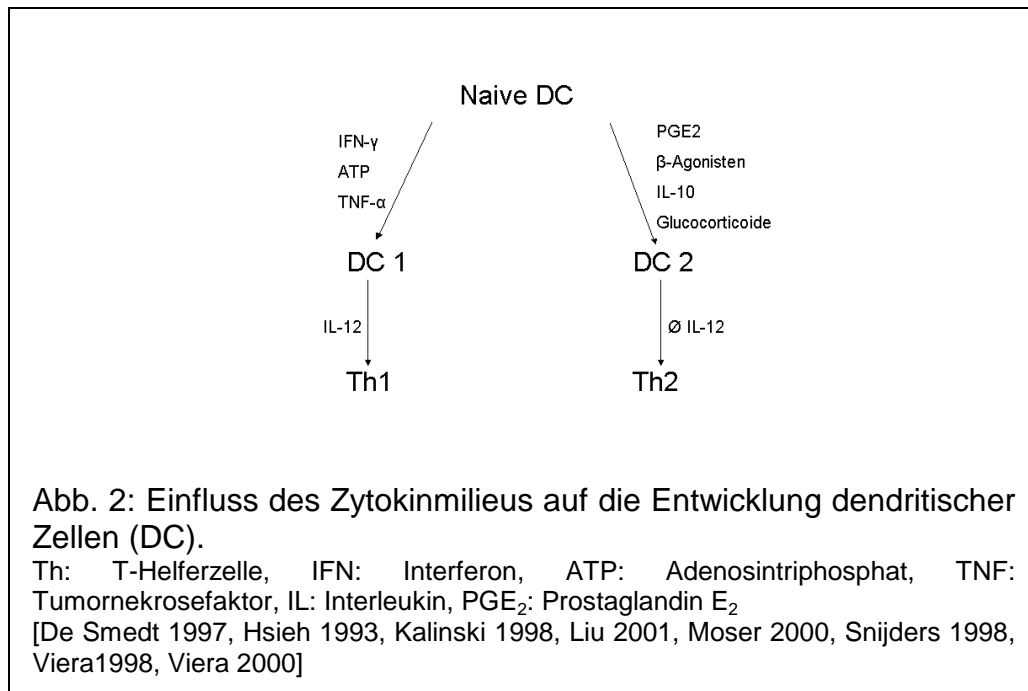 Naive DC
IFN-γ
ATP
TNF-α
PGE2
β-Agonisten
IL-10
Glucocorticoide
DC 1
DC 2
IL-12
Ø IL-12
Th1
Th2
Abb. 2: Einfluss des Zytokinmilieus auf die Entwicklung dendritischer
Zellen (DC).
Th: T-Helferzelle, IFN: Interferon, ATP: Adenosintriphosphat, TNF:
Tumornekrosefaktor, IL: Interleukin, PGE₂: Prostaglandin E₂
[De Smedt 1997, Hsieh 1993, Kalinski 1998, Liu 2001, Moser 2000, Snijders 1998,
Viera1998, Viera 2000]